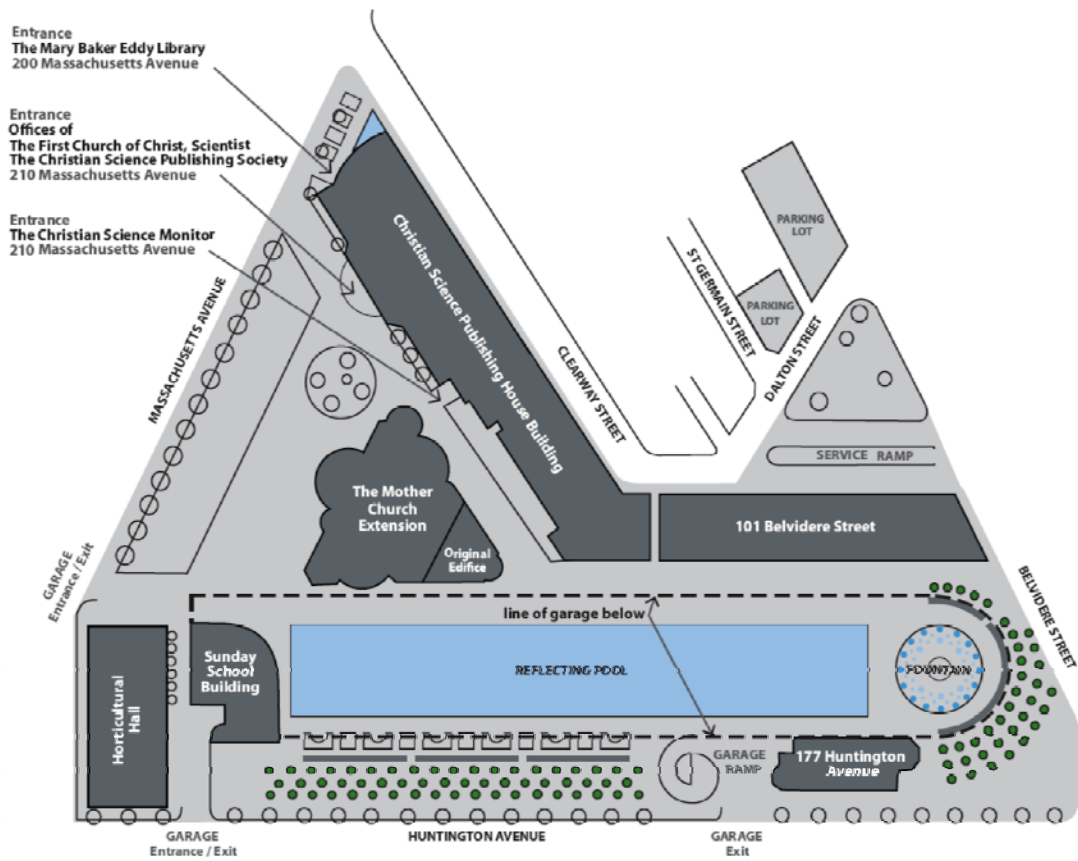 Entrance
The Mary Baker Eddy Library
200 Massachusetts Avenue
Entrance
Offices of
The First Church of Christ, Scientist
The Christian Science Publishing Society
210 Massachusetts Avenue
Entrance
The Christian Science Monitor
210 Massachusetts Avenue
MASSACHUSETTS AVENUE
Christian Science Publishing House Building
CLEARWAY STREET
ST GERMAIN STREET
PARKING
LOT
PARKING
LOT
DALTON STREET
SERVICE RAMP
The Mother
Church
Extension
Original
Edifice
101 Belvidere Street
BELVIDERE STREET
GARAGE
Entrance / Exit
line of garage below
Horticultural
Hall
Sunday
School
Building
REFLECTING POOL
FOUNTAIN
GARAGE
RAMP
177 Huntington
Avenue
GARAGE
Entrance / Exit
HUNTINGTON AVENUE
GARAGE
Exit